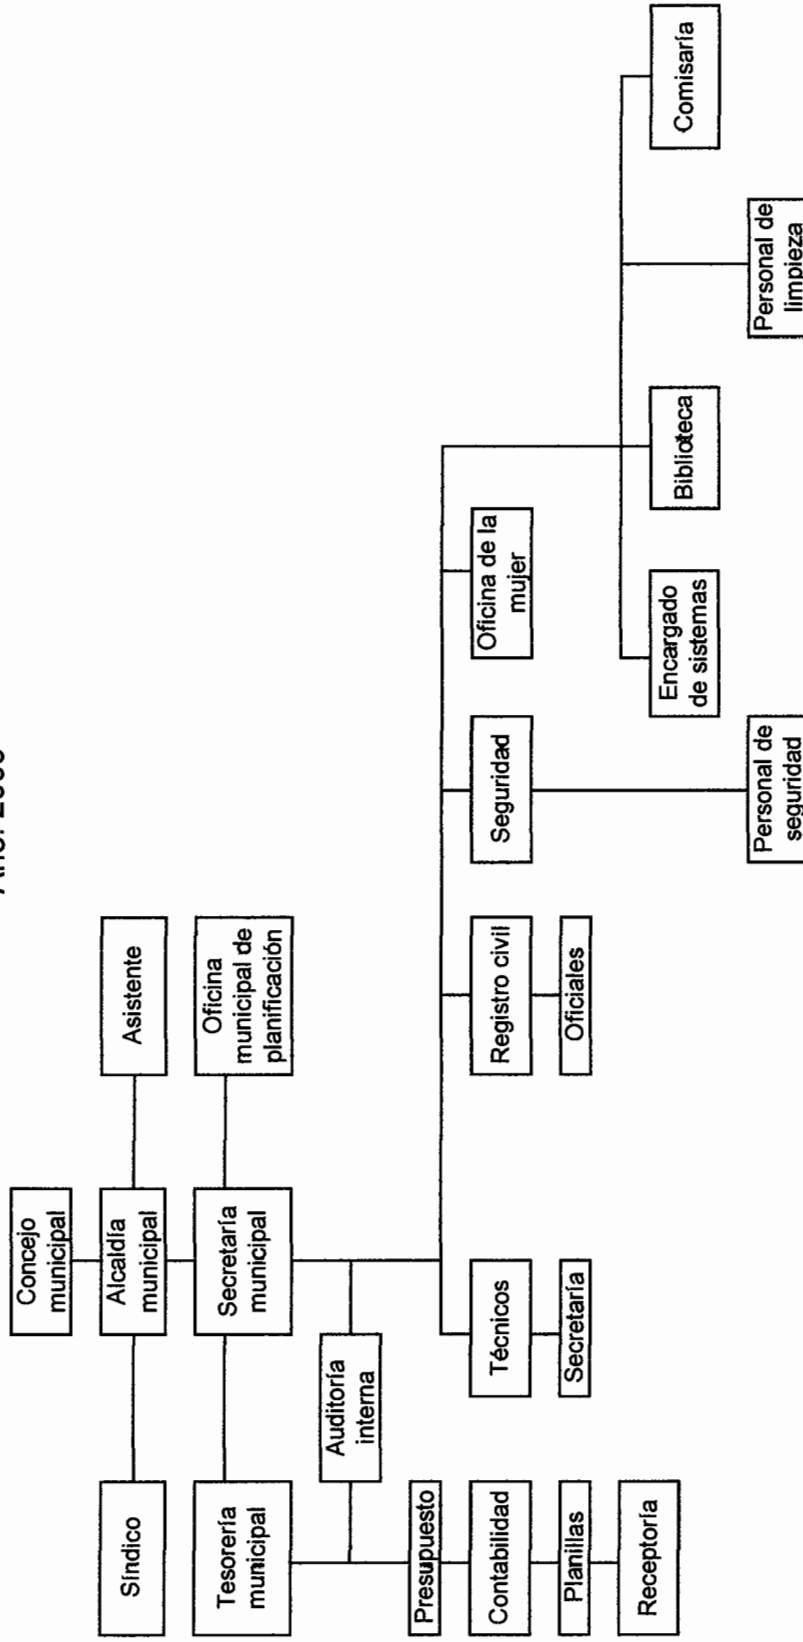 Concejo
municipal
Síndico
Alcaldía
municipal
Asistente
Tesorería
municipal
Secretaría
municipal
Oficina
municipal de
planificación
Auditoría
interna
Presupuesto
Contabilidad
Planillas
Receptoría
Técnicos
Secretaría
Registro civil
Oficiales
Seguridad
Oficina de la
mujer
Encargado
de sistemas
Biblioteca
Comisaría
Personal de
seguridad
Personal de
limpieza